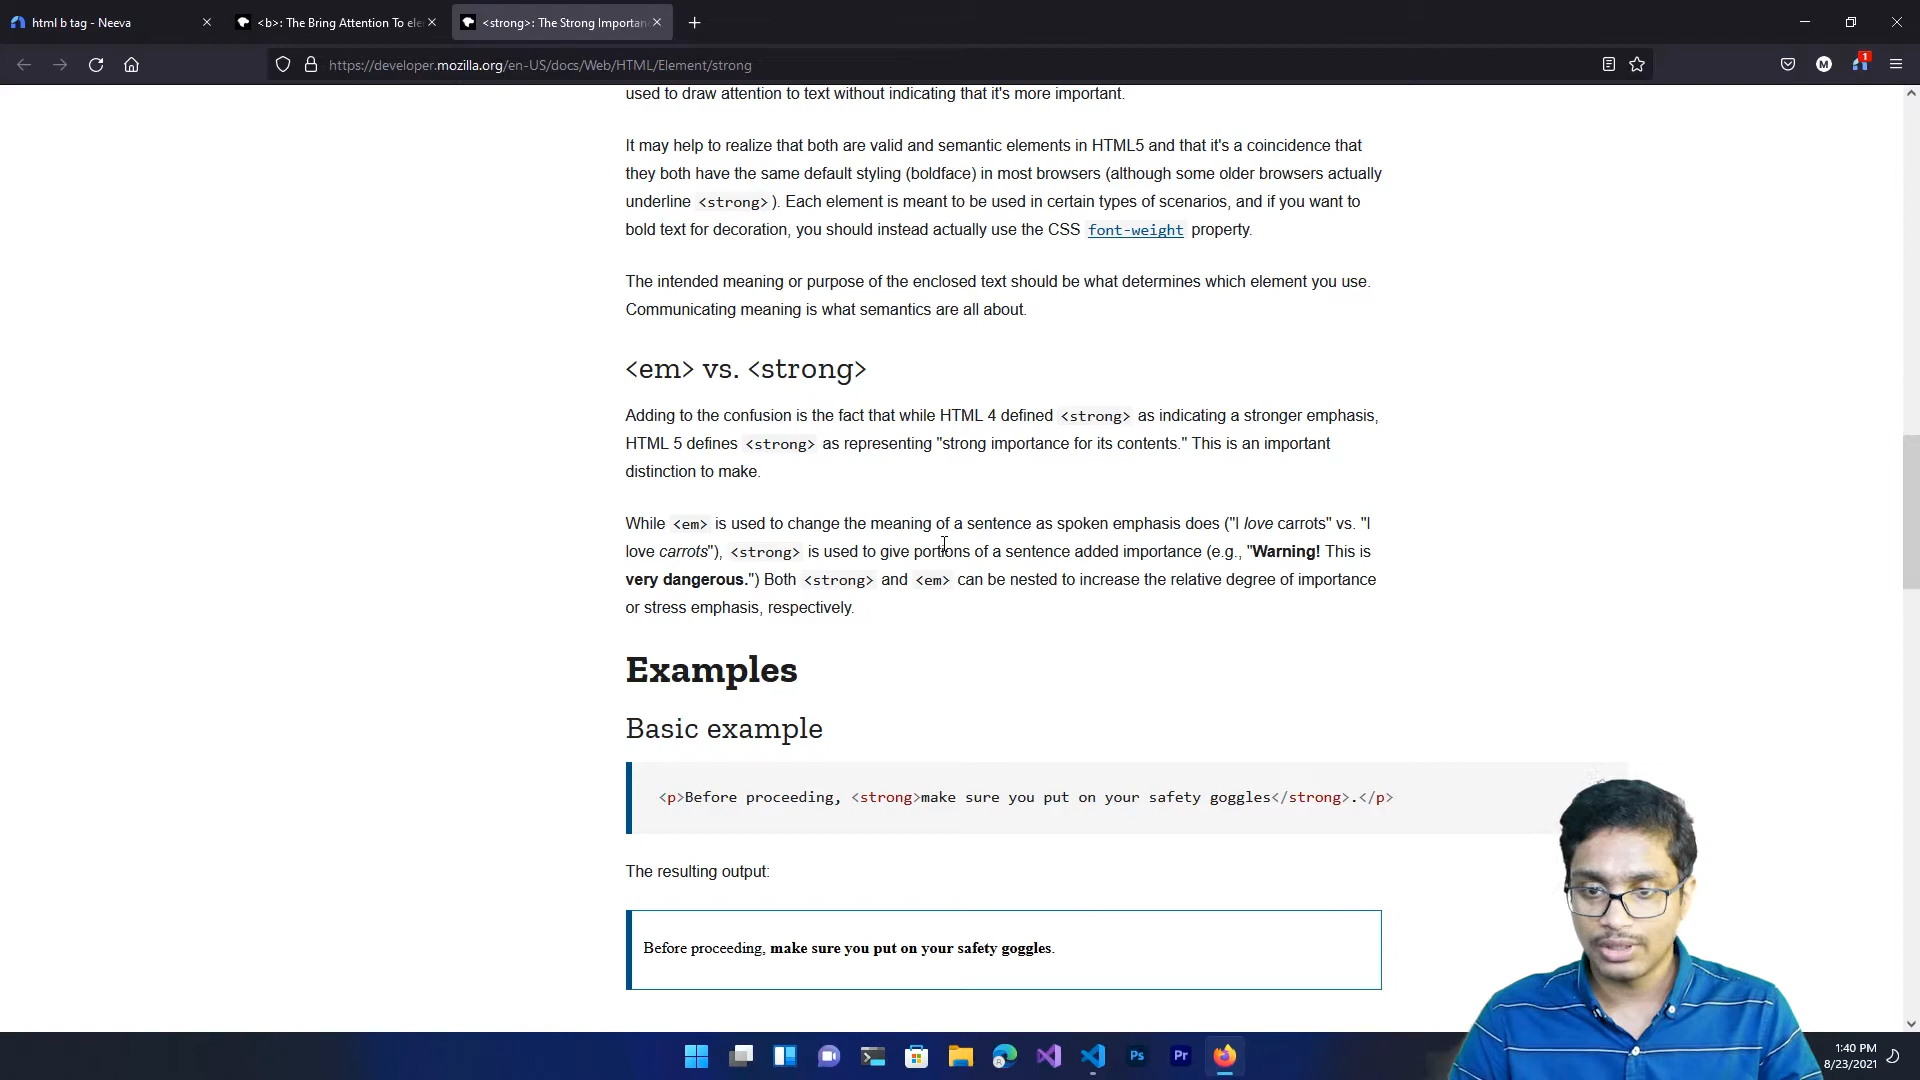 html b tag - Neeva
<b>: The Bring Attention To ele
<strong>: The Strong Importan
https://developer.mozilla.org/en-US/docs/Web/HTML/Element/strong
M
1
used to draw attention to text without indicating that it's more important.
It may help to realize that both are valid and semantic elements in HTML5 and that it's a coincidence that
they both have the same default styling (boldface) in most browsers (although some older browsers actually
underline <strong>). Each element is meant to be used in certain types of scenarios, and if you want to
bold text for decoration, you should instead actually use the CSS font-weight property.
The intended meaning or purpose of the enclosed text should be what determines which element you use.
Communicating meaning is what semantics are all about.
<em> vs. <strong>
Adding to the confusion is the fact that while HTML 4 defined <strong> as indicating a stronger emphasis,
HTML 5 defines <strong> as representing "strong importance for its contents." This is an important
distinction to make.
While <em> is used to change the meaning of a sentence as spoken emphasis does ("I love carrots" vs. "I
love carrots"), <strong> is used to give portions of a sentence added importance (e.g., "Warning! This is
very dangerous.") Both <strong> and <em> can be nested to increase the relative degree of importance
or stress emphasis, respectively.
Examples
Basic example
<p>Before proceeding, <strong>make sure you put on your safety goggles</strong>.</p>
The resulting output:
Before proceeding, make sure you put on your safety goggles.
Ps
Pr
1:40 PM
8/23/2021